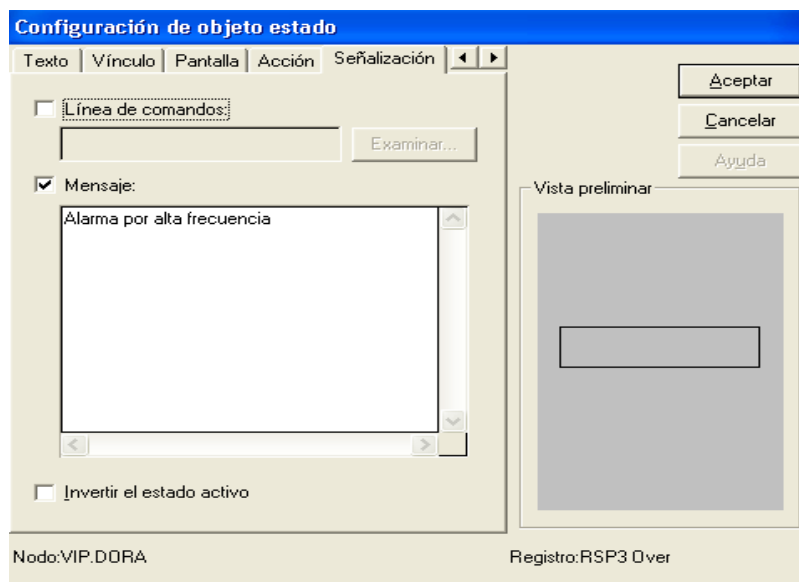 Configuración de objeto estado
Texto Vínculo Pantalla Acción Señalización
Aceptar
Línea de comandos:
Cancelar
Examinar...
Ayuda
Mensaje:
Vista preliminar
Alarma por alta frecuencia
Invertir el estado activo
Nodo:VIP.DORA Registro:RSP3 Over